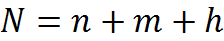 N = n + m + h